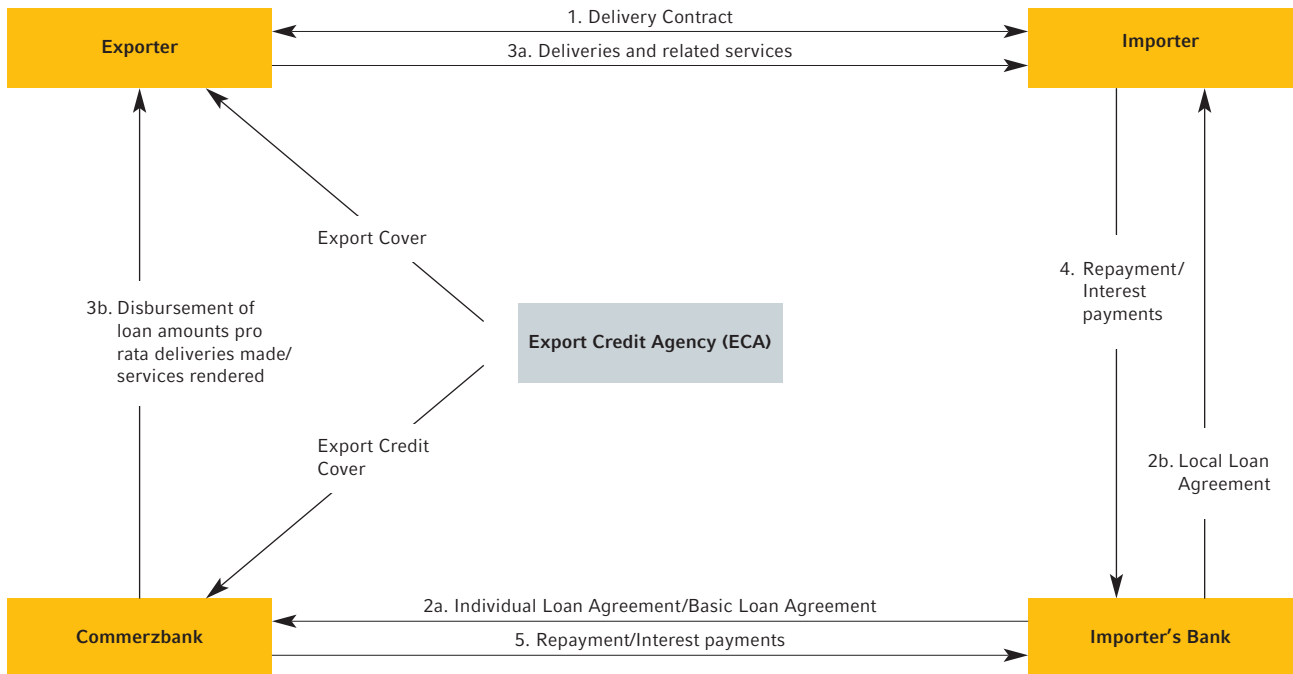 1. Delivery Contract
Exporter
Importer
3a. Deliveries and related services
Export Cover
4. Repayment/
Interest
payments
3b. Disbursement of
loan amounts pro
rata deliveries made/
services rendered
Export Credit Agency (ECA)
Export Credit
Cover
2b. Local Loan
Agreement
2a. Individual Loan Agreement/Basic Loan Agreement
Commerzbank
5. Repayment/Interest payments
Importer’s Bank